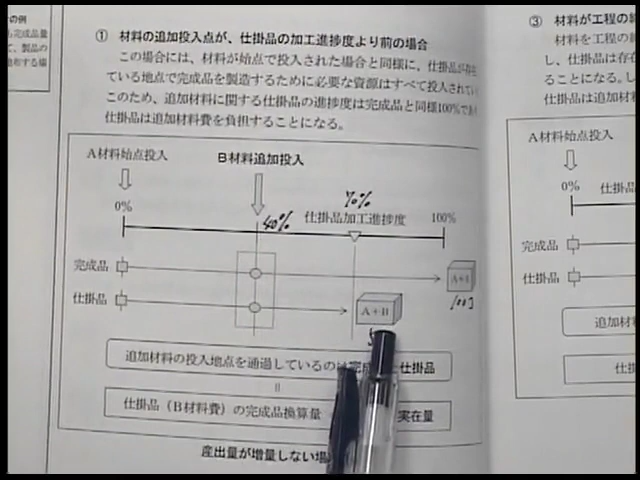 の例
も完成品量
て、製品の
① 材料の追加投入点が、仕掛品の加工進捗度より前の場合
この場合には、材料が始点で投入された場合と同様に、仕掛品が存在
ている地点で完成品を製造するために必要な資源はすべて投入されてい
このため、追加材料に関する仕掛品の進捗度は完成品と同様100%であ
仕掛品は追加材料費を負担することになる。
A材料始点投入
B材料追加投入
0%
40%
70%
仕掛品加工進捗度
100%
完成品
仕掛品
A+B
追加材料の投入地点を通過しているのは完
仕掛品
=
仕掛品（B材料費）の完成品換算量
実在量
産出量が増量しない場
③ 材料が工程の
材料を工程の
し、仕掛品は存在
ることになる。し
仕掛品は追加材料
A材料始点投入
0%
仕掛品
完成品
仕掛品
追加材
仕掛